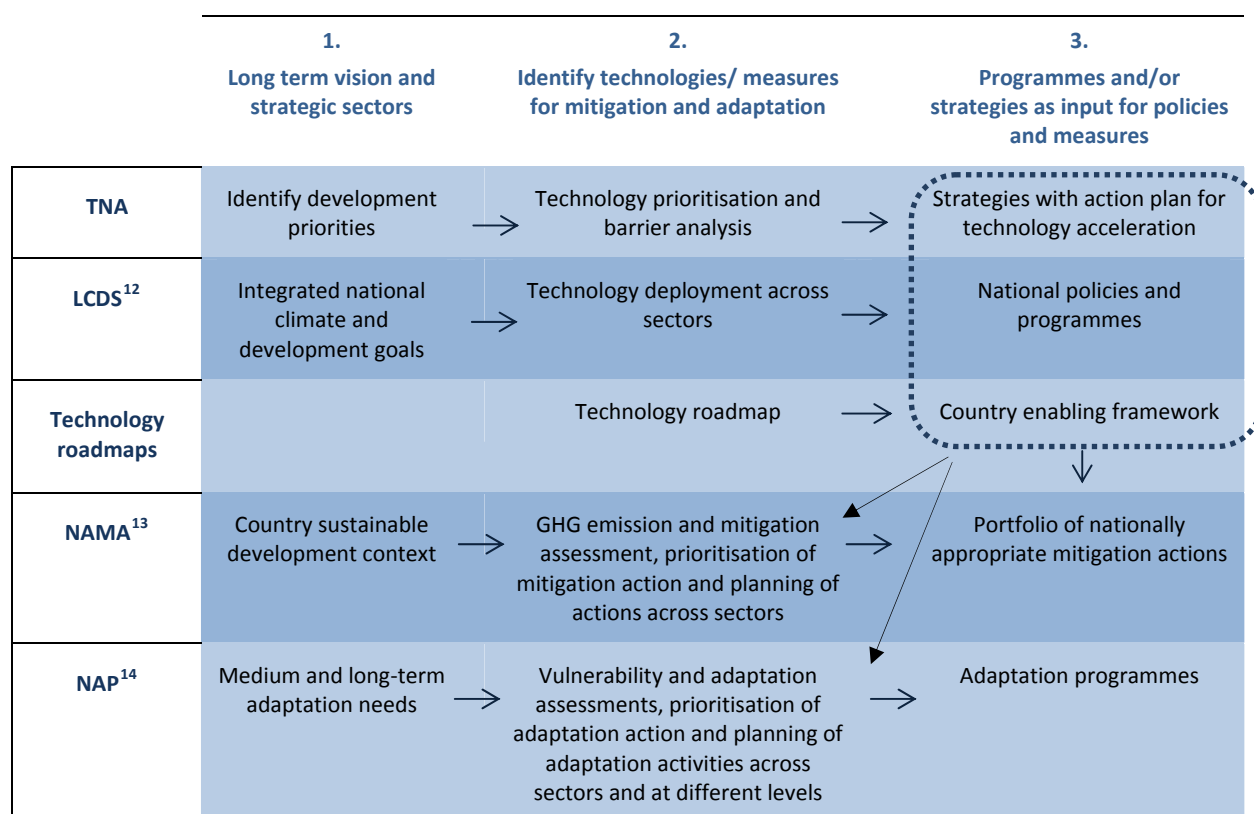 1.
Long term vision and
strategic sectors
2.
Identify technologies/ measures
for mitigation and adaptation
3.
Programmes and/or
strategies as input for policies
and measures
TNA
Identify development
priorities
Technology prioritisation and
barrier analysis
Strategies with action plan for
technology acceleration
LCDS12
Integrated national
climate and
development goals
Technology deployment across
sectors
National policies and
programmes
Technology
roadmaps
Technology roadmap
Country enabling framework
NAMA13
Country sustainable
development context
GHG emission and mitigation
assessment, prioritisation of
mitigation action and planning of
actions across sectors
Portfolio of nationally
appropriate mitigation actions
NAP14
Medium and long-term
adaptation needs
Vulnerability and adaptation
assessments, prioritisation of
adaptation action and planning of
adaptation activities across
sectors and at different levels
Adaptation programmes